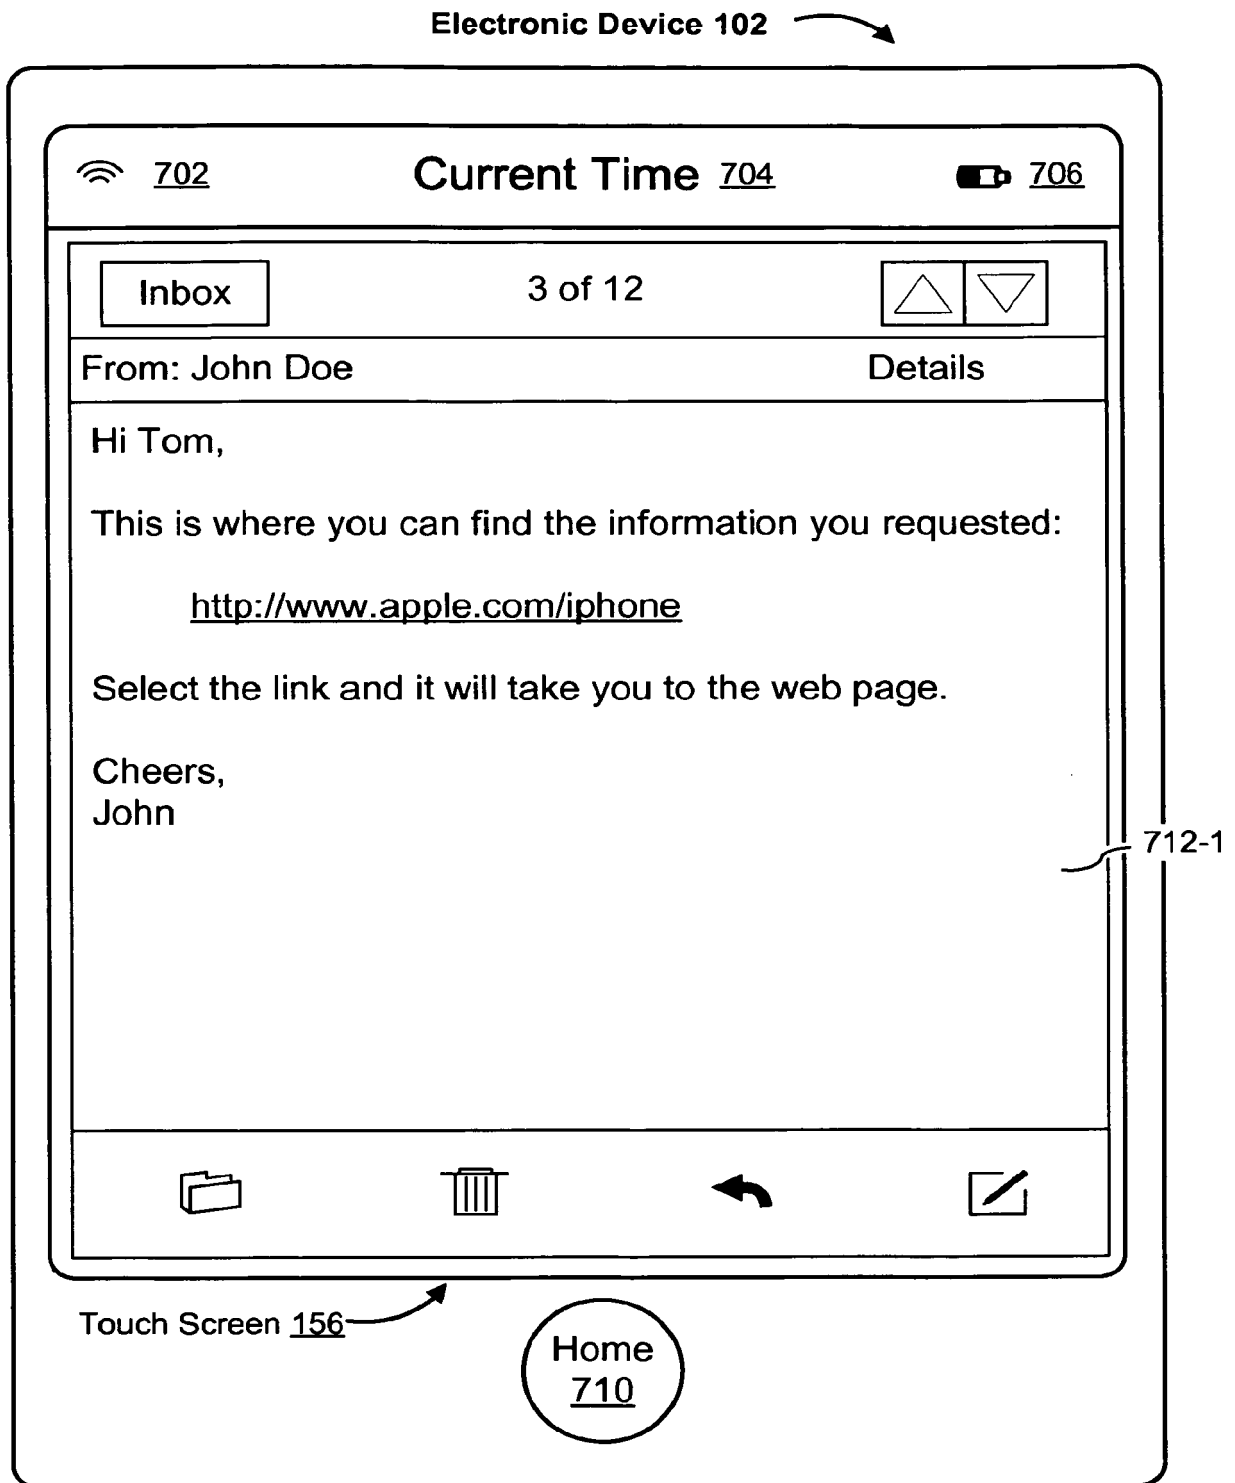 Electronic Device 102
702 Current Time 704 706
Inbox 3 of 12
From: John Doe Details
Hi Tom,
This is where you can find the information you requested:
http://www.apple.com/iphone
Select the link and it will take you to the web page.
Cheers,
John
712-1
Touch Screen 156
Home
710